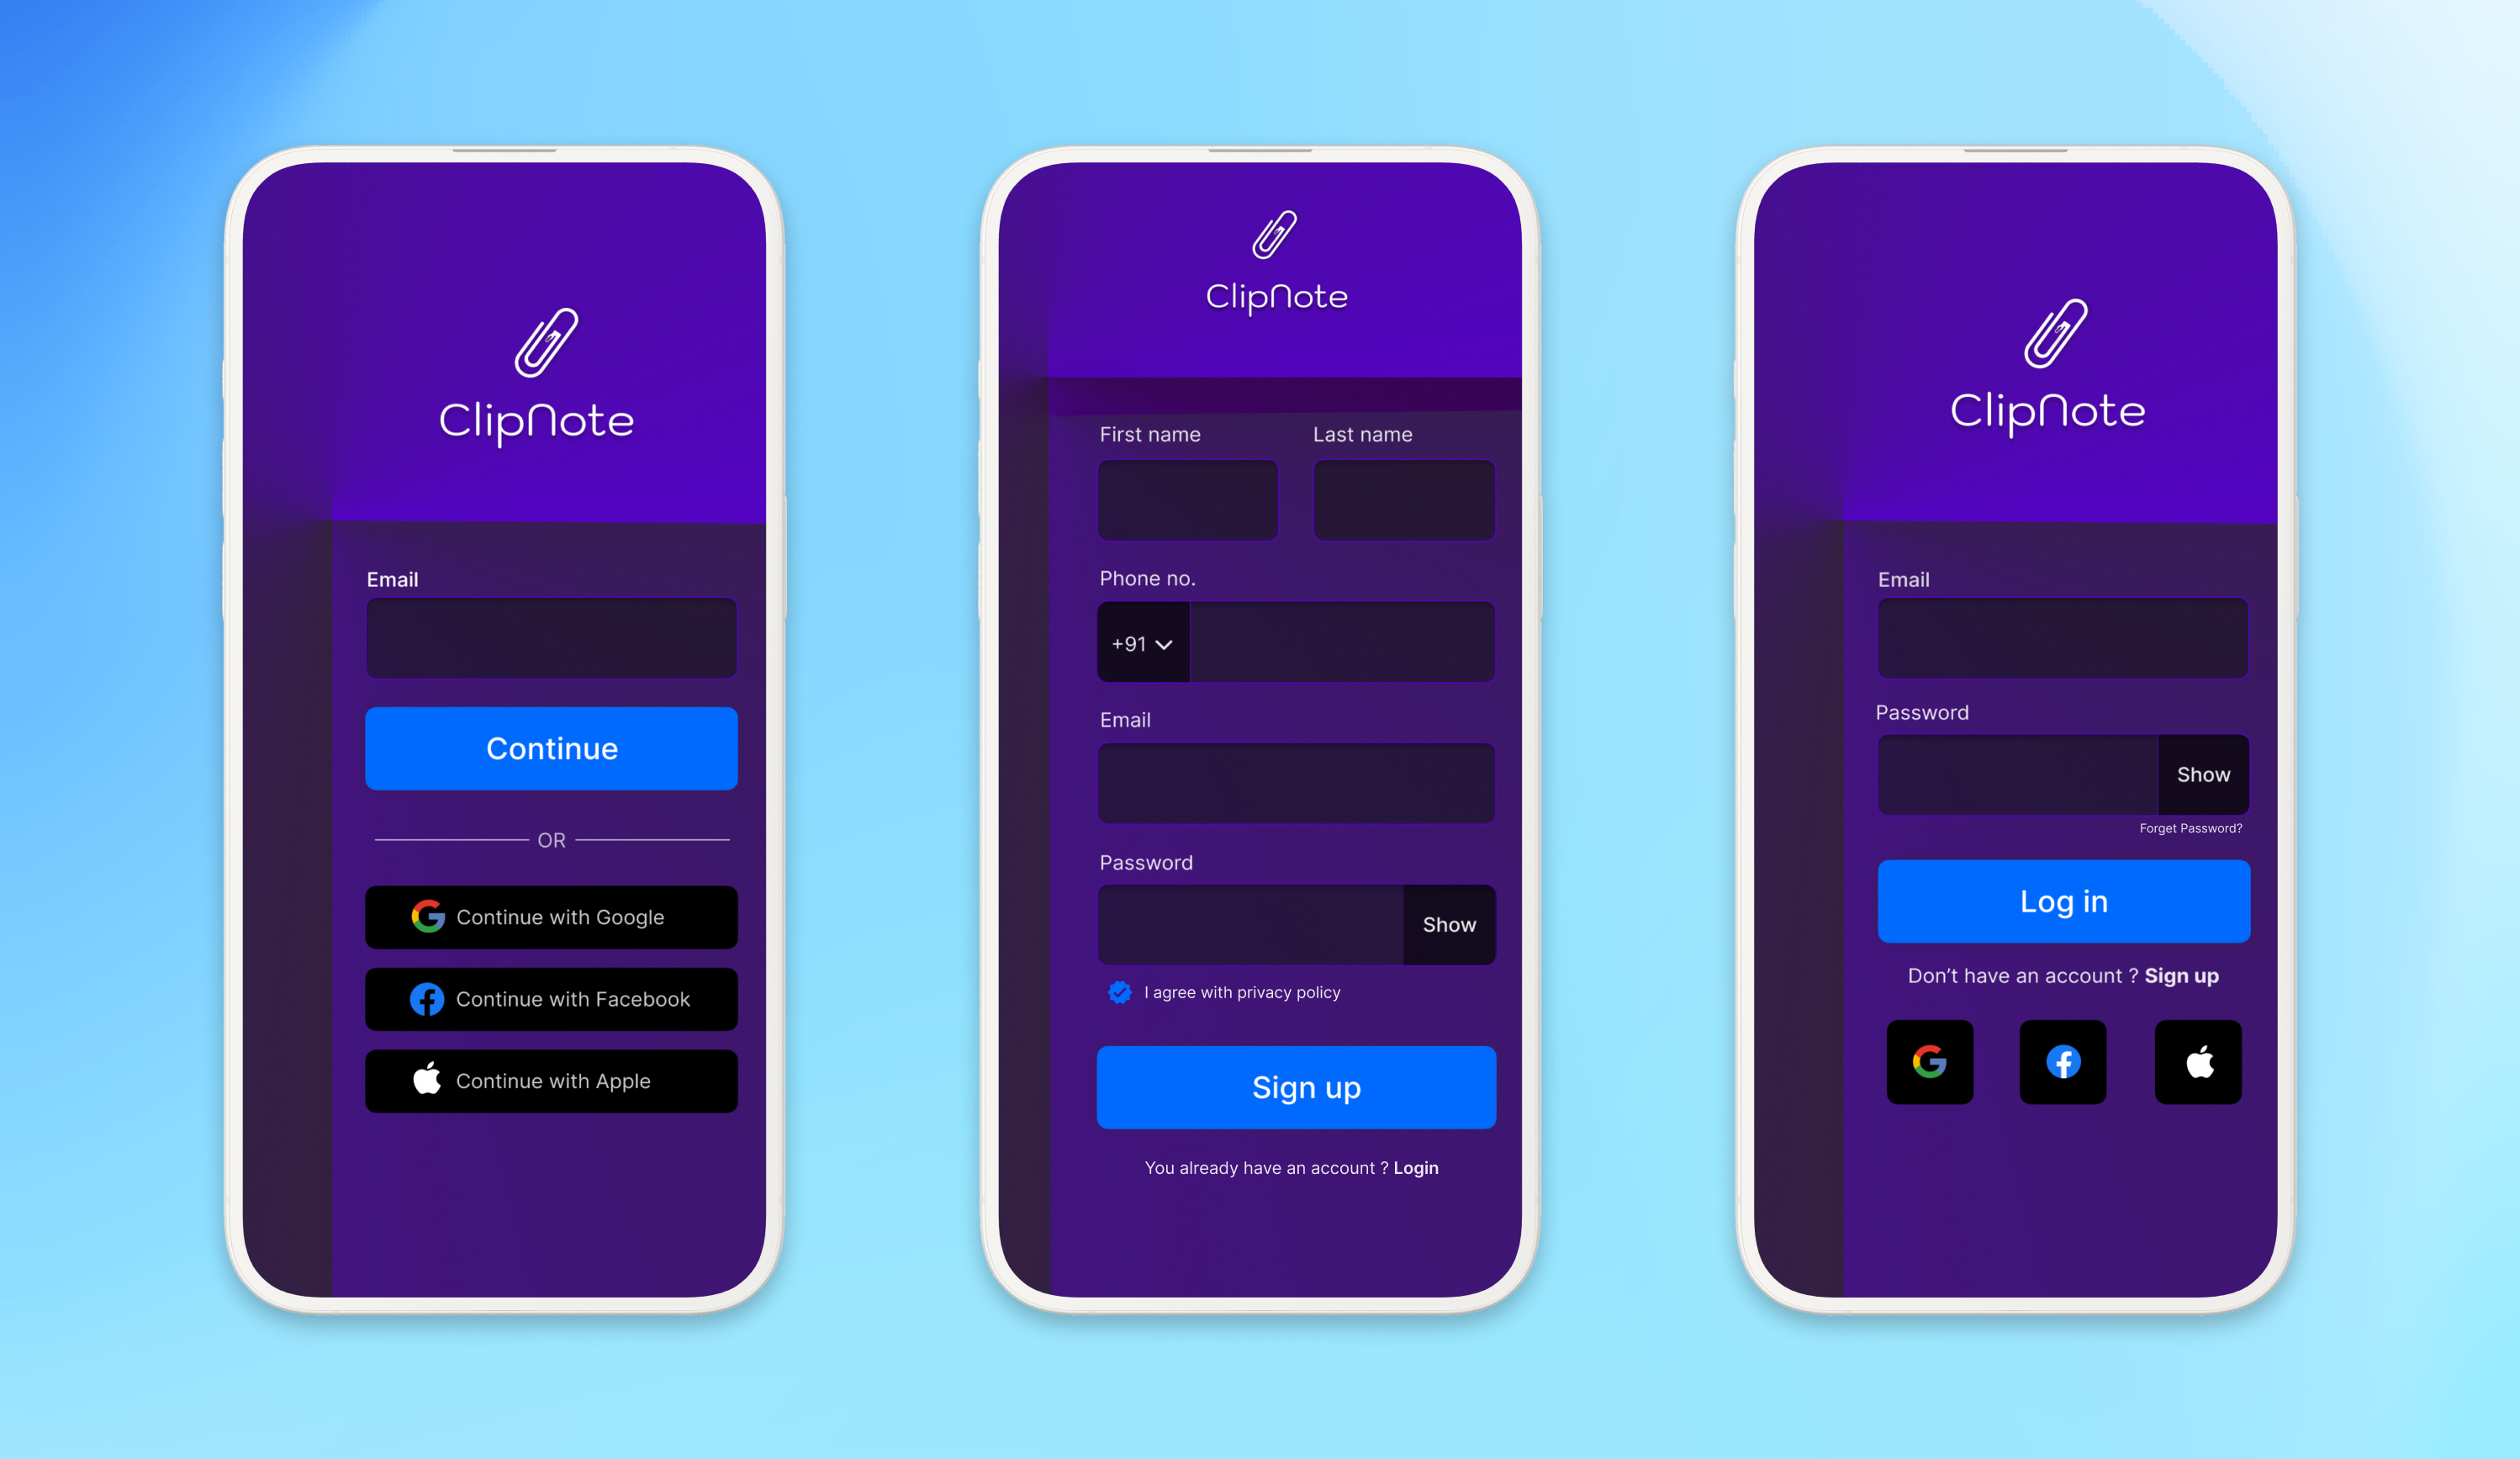 ClipNote
Email
Continue
OR
Continue with Google
Continue with Facebook
Continue with Apple
ClipNote
First name Last name
Phone no.
+91
Email
Password
Show
I agree with privacy policy
Sign up
You already have an account ? Login
ClipNote
Email
Password
Show
Forget Password?
Log in
Don’t have an account ? Sign up